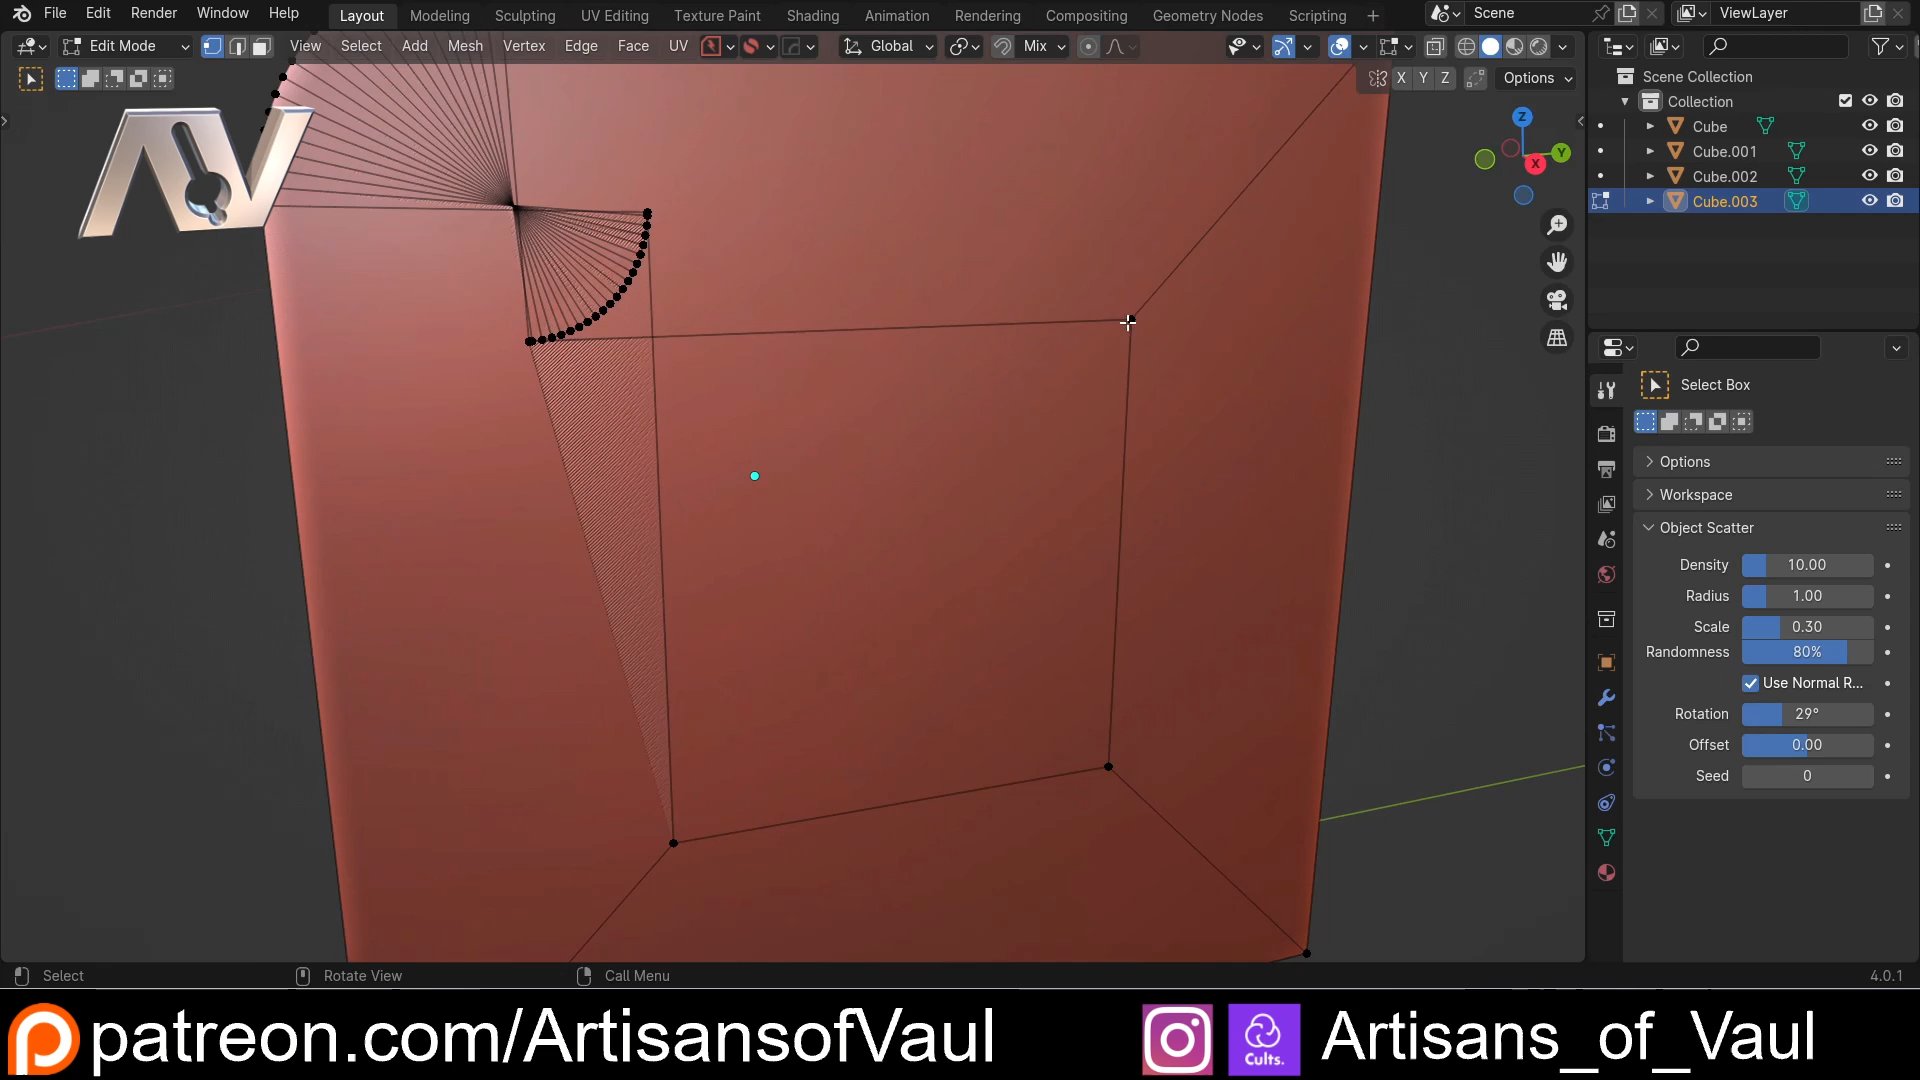 File Edit Render Window Help Layout Modeling Sculpting UV Editing Texture Paint Shading Animation Rendering Compositing Geometry Nodes Scripting + Scene ViewLayer
Edit Mode View Select Add Mesh Vertex Edge Face UV Global Mix
X Y Z Options
AV
Z
Y
X
Scene Collection
Collection
Cube
Cube.001
Cube.002
Cube.003
Select Box
Options
Workspace
Object Scatter
Density 10.00
Radius 1.00
Scale 0.30
Randomness 80%
Use Normal R...
Rotation 29°
Offset 0.00
Seed 0
Select Rotate View Call Menu 4.0.1
patreon.com/ArtisansofVaul Cults. Artisans_of_Vaul